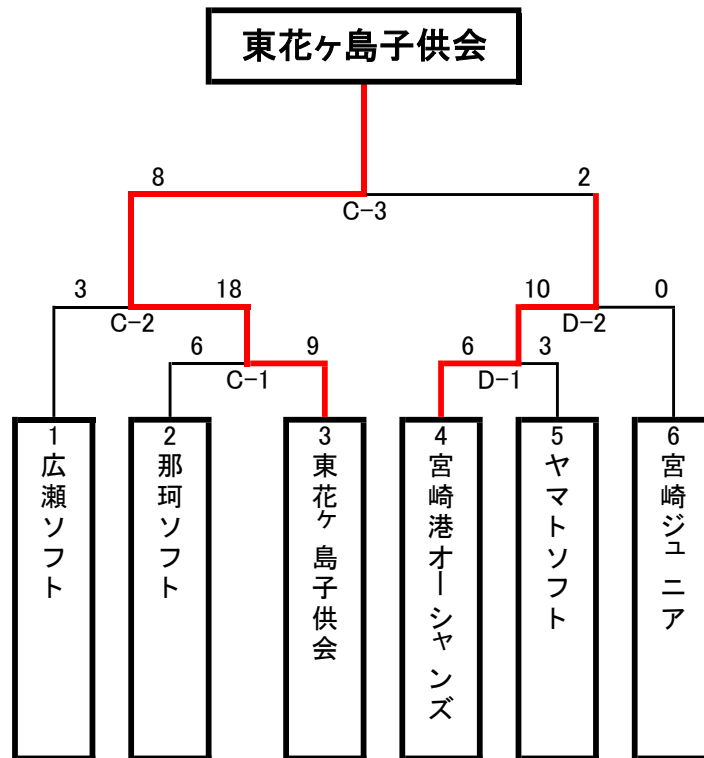 東花ヶ島子供会
8
2
C-3
3
18
10
0
C-2
D-2
6
9
6
3
C-1
D-1
1
広瀬ソフト
2
那珂ソフト
3
東花ヶ島子供会
4
宮崎港オーシャンズ
5
ヤマトソフト
6
宮崎ジュニア